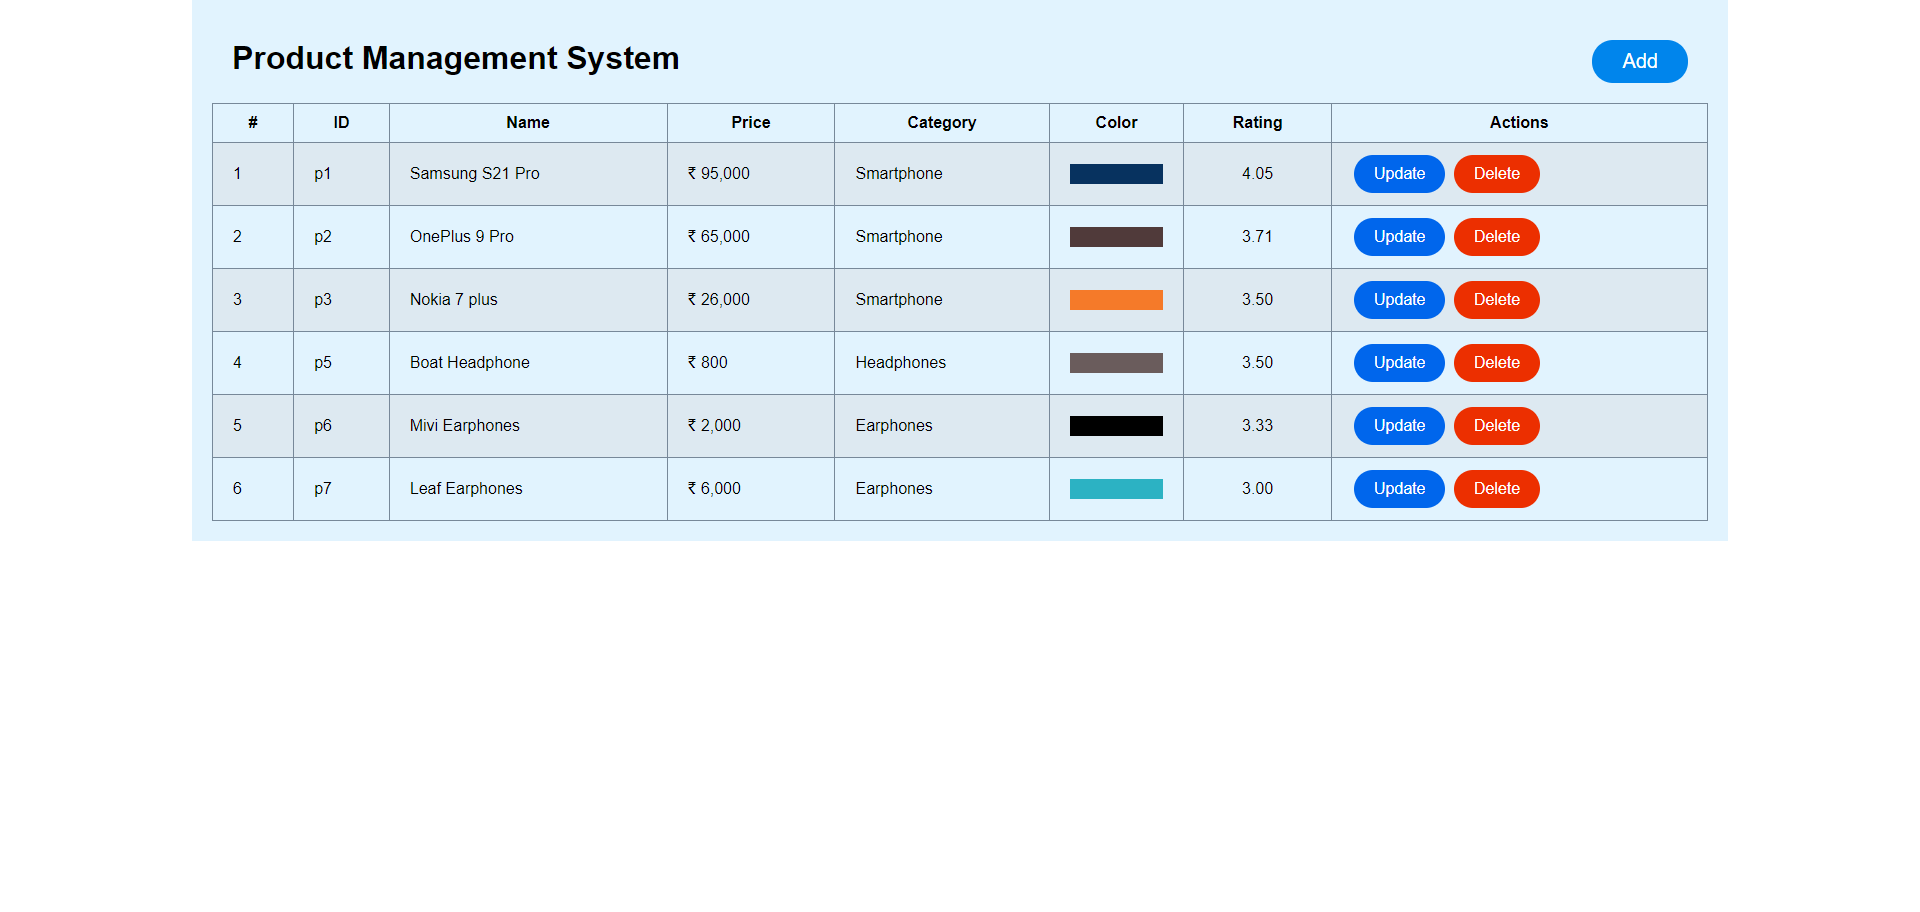 Product Management System Add
# ID Name Price Category Color Rating Actions
1 p1 Samsung S21 Pro ₹ 95,000 Smartphone 4.05 Update Delete
2 p2 OnePlus 9 Pro ₹ 65,000 Smartphone 3.71 Update Delete
3 p3 Nokia 7 plus ₹ 26,000 Smartphone 3.50 Update Delete
4 p5 Boat Headphone ₹ 800 Headphones 3.50 Update Delete
5 p6 Mivi Earphones ₹ 2,000 Earphones 3.33 Update Delete
6 p7 Leaf Earphones ₹ 6,000 Earphones 3.00 Update Delete